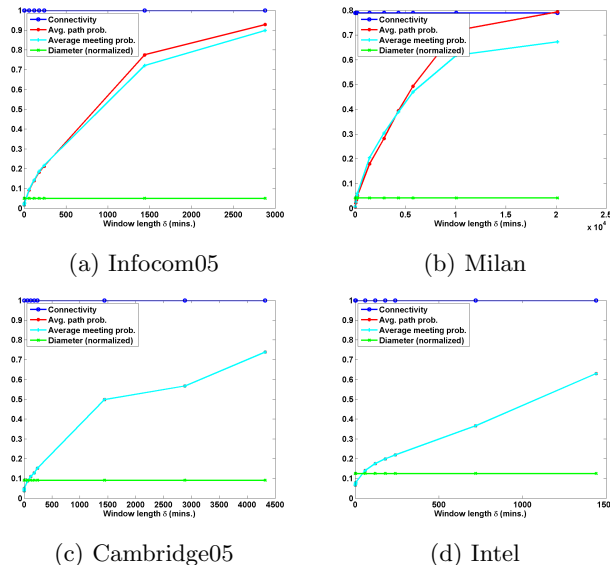 1
0.9
0.8
0.7
0.6
0.5
0.4
0.3
0.2
0.1
0
Connectivity
Avg. path prob.
Average meeting prob.
Diameter (normalized)
0 500 1000 1500 2000 2500 3000
Window length δ (mins.)
(a) Infocom05
0.8
0.7
0.6
0.5
0.4
0.3
0.2
0.1
0
Connectivity
Avg. path prob.
Average meeting prob.
Diameter (normalized)
0 0.5 1 1.5 2 2.5
Window length δ (mins.)
x 10⁴
(b) Milan
1
0.9
0.8
0.7
0.6
0.5
0.4
0.3
0.2
0.1
0
Connectivity
Avg. path prob.
Average meeting prob.
Diameter (normalized)
0 500 1000 1500 2000 2500 3000 3500 4000 4500
Window length δ (mins.)
(c) Cambridge05
1
0.9
0.8
0.7
0.6
0.5
0.4
0.3
0.2
0.1
0
Connectivity
Avg. path prob.
Average meeting prob.
Diameter (normalized)
0 500 1000 150
Window length δ (mins.)
(d) Intel